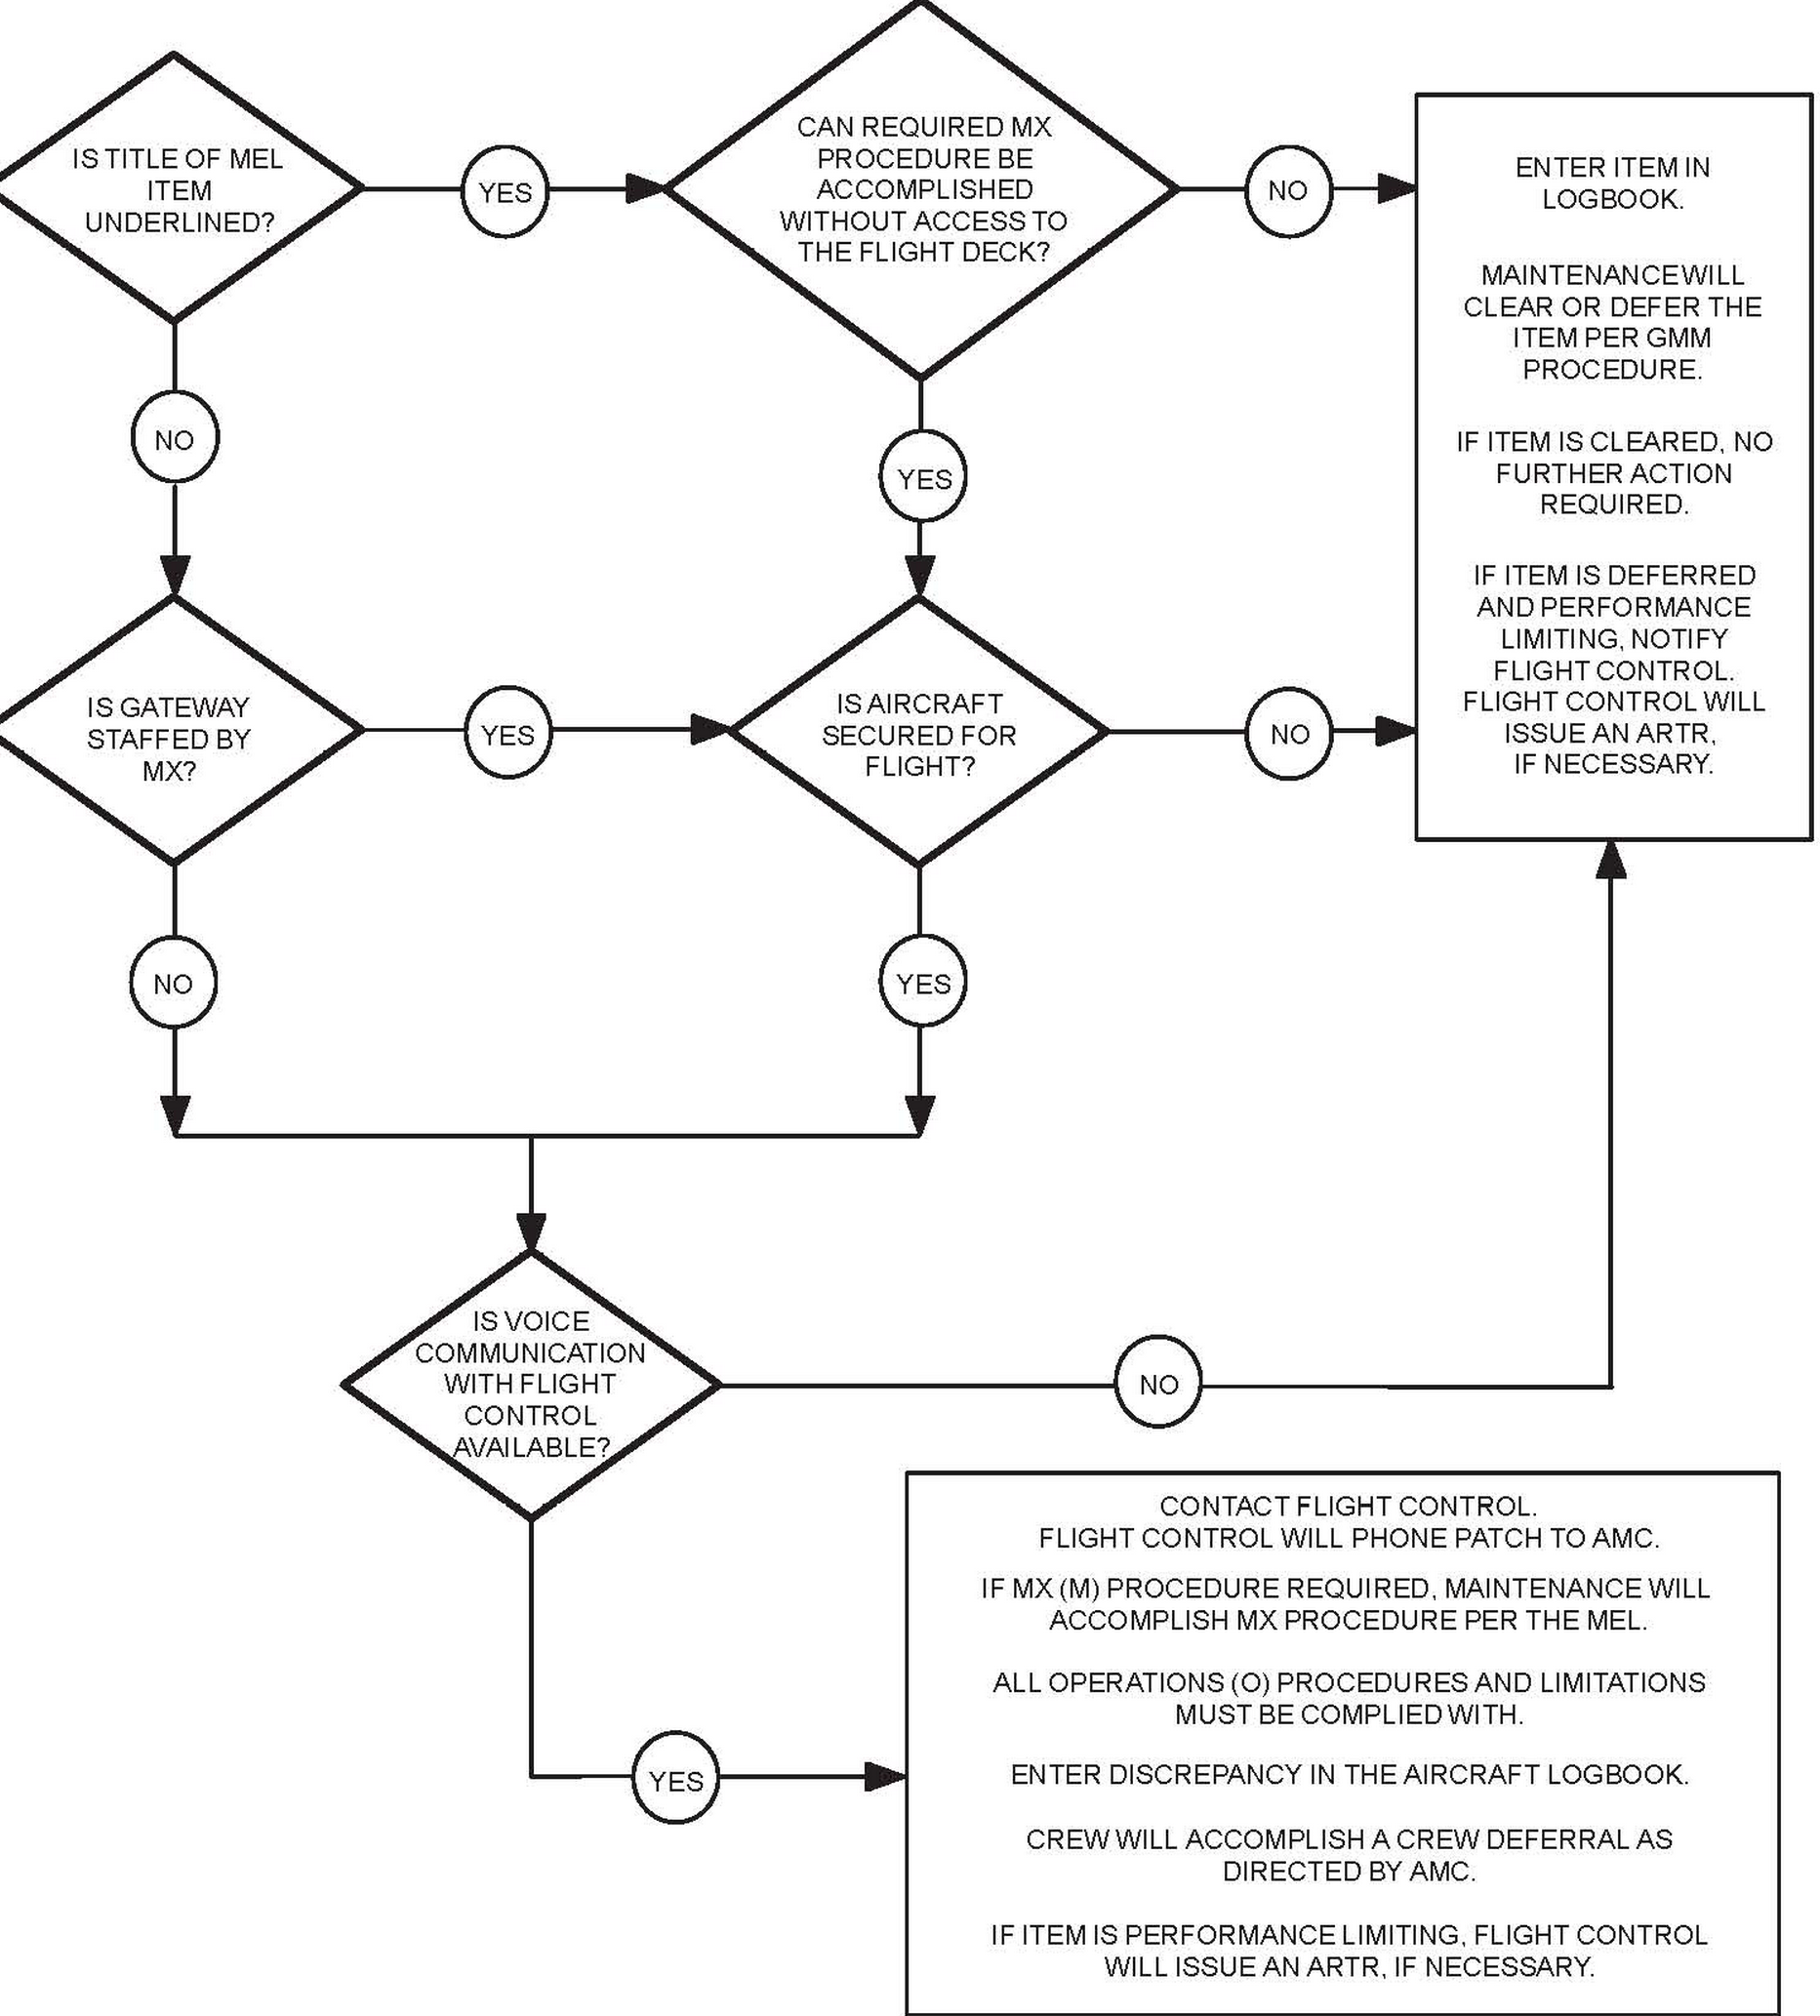 IS TITLE OF MEL
ITEM
UNDERLINED?
YES
CAN REQUIRED MX
PROCEDURE BE
ACCOMPLISHED
WITHOUT ACCESS TO
THE FLIGHT DECK?
NO
ENTER ITEM IN
LOGBOOK.
MAINTENANCE WILL
CLEAR OR DEFER THE
ITEM PER GMM
PROCEDURE.
IF ITEM IS CLEARED, NO
FURTHER ACTION
REQUIRED.
IF ITEM IS DEFERRED
AND PERFORMANCE
LIMITING, NOTIFY
FLIGHT CONTROL.
FLIGHT CONTROL WILL
ISSUE AN ARTR,
IF NECESSARY.
NO
YES
IS GATEWAY
STAFFED BY
MX?
YES
IS AIRCRAFT
SECURED FOR
FLIGHT?
NO
NO
YES
IS VOICE
COMMUNICATION
WITH FLIGHT
CONTROL
AVAILABLE?
NO
YES
CONTACT FLIGHT CONTROL.
FLIGHT CONTROL WILL PHONE PATCH TO AMC.
IF MX (M) PROCEDURE REQUIRED, MAINTENANCE WILL
ACCOMPLISH MX PROCEDURE PER THE MEL.
ALL OPERATIONS (O) PROCEDURES AND LIMITATIONS
MUST BE COMPLIED WITH.
ENTER DISCREPANCY IN THE AIRCRAFT LOGBOOK.
CREW WILL ACCOMPLISH A CREW DEFERRAL AS
DIRECTED BY AMC.
IF ITEM IS PERFORMANCE LIMITING, FLIGHT CONTROL
WILL ISSUE AN ARTR, IF NECESSARY.